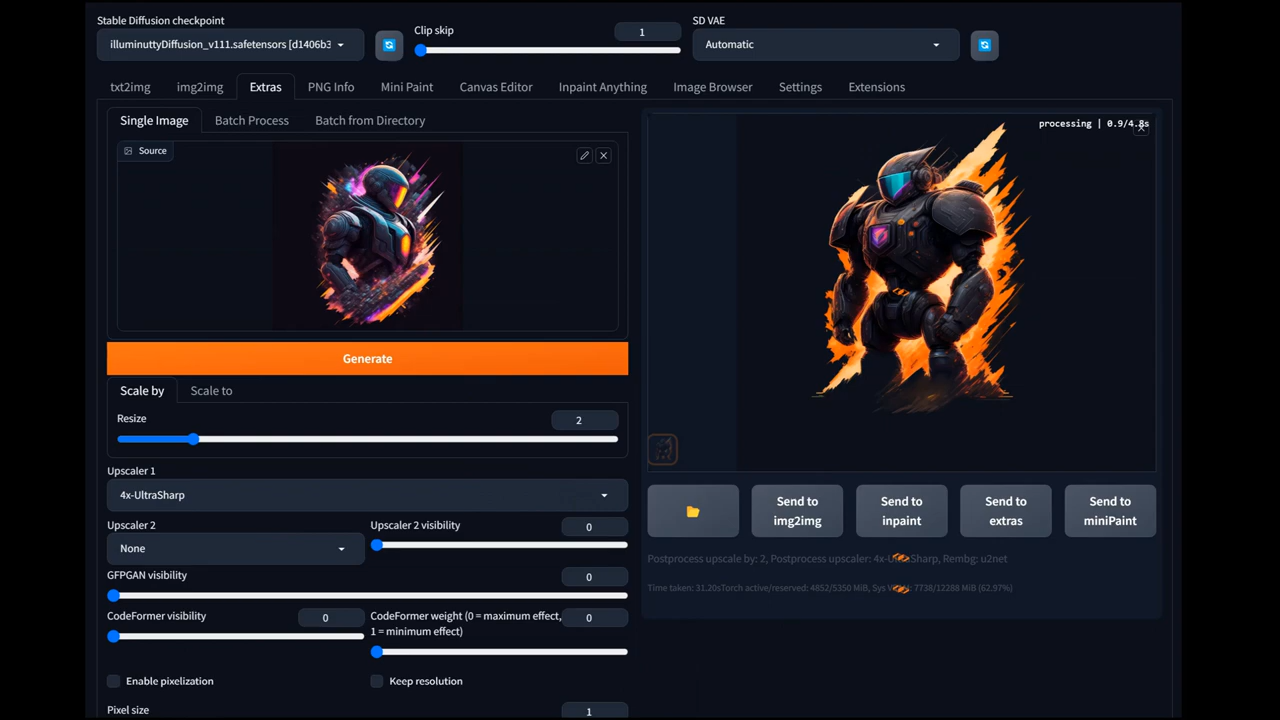 Stable Diffusion checkpoint
illuminuttyDiffusion_v111.safetensors [d1406b3
Clip skip
1
SD VAE
Automatic
txt2img
img2img
Extras
PNG Info
Mini Paint
Canvas Editor
Inpaint Anything
Image Browser
Settings
Extensions
Single Image
Batch Process
Batch from Directory
Source
processing | 0.9/4.8s
Generate
Scale by
Scale to
Resize
2
Upscaler 1
4x-UltraSharp
Upscaler 2
None
Upscaler 2 visibility
0
GFPGAN visibility
0
CodeFormer visibility
0
CodeFormer weight (0 = maximum effect,
1 = minimum effect)
0
Enable pixelization
Keep resolution
Pixel size
1
Send to
img2img
Send to
inpaint
Send to
extras
Send to
miniPaint
Postprocess upscale by: 2, Postprocess upscaler: 4x-UltraSharp, Rembg: u2net
Time taken: 31.20sTorch active/reserved: 4852/5350 MiB, Sys VRAM: 7738/12288 MiB (62.97%)